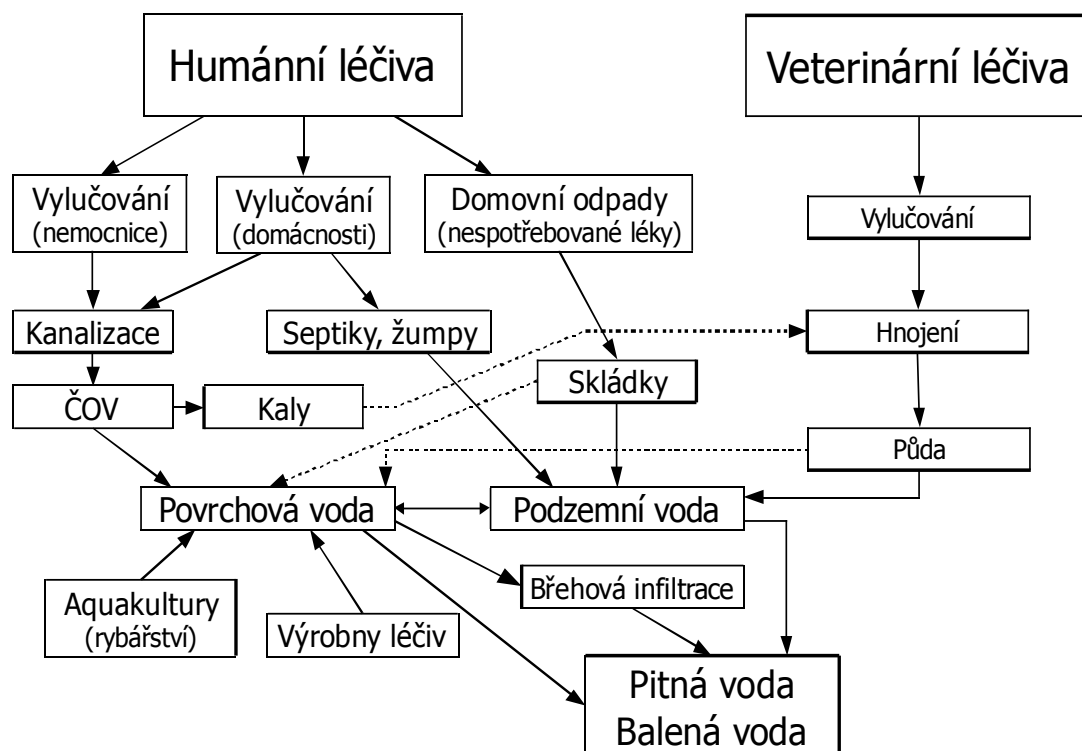 Humánní léčiva
Veterinární léčiva
Vylučování
(nemocnice)
Vylučování
(domácnosti)
Domovní odpady
(nespotřebované léky)
Vylučování
Kanalizace
Septiky, žumpy
Hnojení
Skládky
ČOV
Kaly
Půda
Povrchová voda
Podzemní voda
Břehová infiltrace
Aquakultury
(rybářství)
Výrobny léčiv
Pitná voda
Balená voda